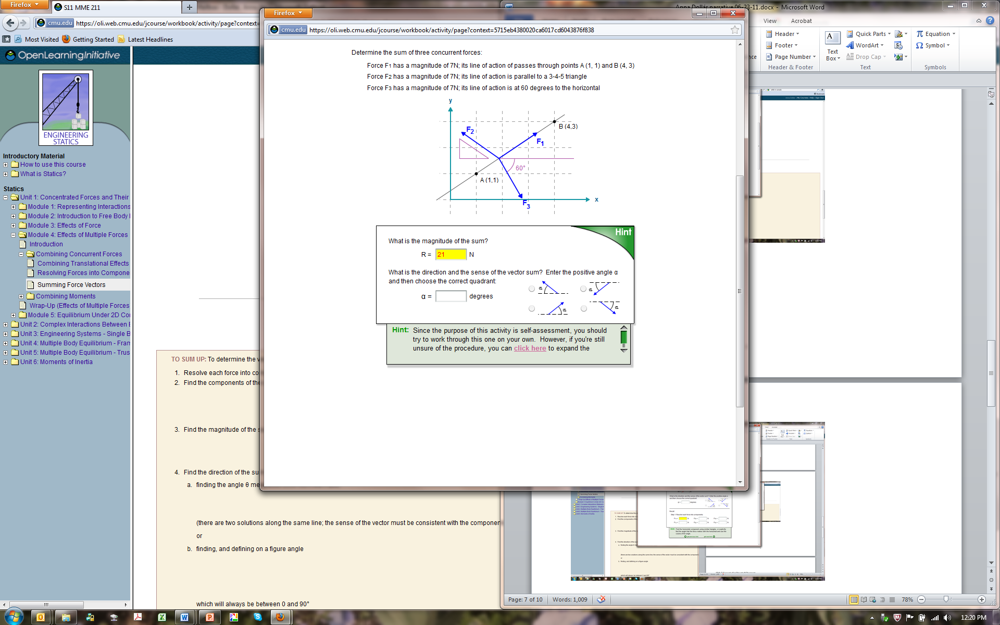 Firefox
S11 MME 211
cmu.edu https://oli.web.cmu.edu/jcourse/workbook/activity/page?context=
Most Visited Getting Started Latest Headlines
OpenLearningInitiative
ENGINEERING
STATICS
Introductory Material
How to use this course
What is Statics?
Statics
Unit 1: Concentrated Forces and Their
Module 1: Representing Interactions
Module 2: Introduction to Free Body
Module 3: Effects of Force
Module 4: Effects of Multiple Forces
Introduction
Combining Concurrent Forces
Combining Translational Effects
Resolving Forces into Compone
Summing Force Vectors
Combining Moments
Wrap-Up (Effects of Multiple Forces
Module 5: Equilibrium Under 2D Co
Unit 2: Complex Interactions Between
Unit 3: Engineering Systems - Single B
Unit 4: Multiple Body Equilibrium - Fram
Unit 5: Multiple Body Equilibrium - Trus
Unit 6: Moments of Inertia
TO SUM UP: To determine the
1. Resolve each force into co
2. Find the components of the
3. Find the magnitude of the
4. Find the direction of the su
a. finding the angle θ me
(there are two solutions along the same line; the sense of the vector must be consistent with the componen
or
b. finding, and defining on a figure angle
which will always be between 0 and 90°
Firefox
cmu.edu https://oli.web.cmu.edu/jcourse/workbook/activity/page?context=5715eb4380020ca6017cd6043876f838
Determine the sum of three concurrent forces:
Force F1 has a magnitude of 7N; its line of action of passes through points A (1, 1) and B (4, 3)
Force F2 has a magnitude of 7N; its line of action is parallel to a 3-4-5 triangle
Force F3 has a magnitude of 7N; its line of action is at 60 degrees to the horizontal
y
F2
B (4,3)
F1
60°
A (1,1)
x
F3
Hint
What is the magnitude of the sum?
R = 21 N
What is the direction and the sense of the vector sum? Enter the positive angle α
and then choose the correct quadrant:
α = degrees
α
α
α
α
Hint: Since the purpose of this activity is self-assessment, you should
try to work through this one on your own. However, if you're still
unsure of the procedure, you can click here to expand the
Anna Dollár narrative 06-23-11.docx - Microsoft Word
View Acrobat
Header
Footer
Page Number
Header & Footer
Text
Box
Quick Parts
WordArt
Drop Cap
Text
Equation
Symbol
Symbols
Page: 7 of 10 Words: 1,009
78%
12:20 PM